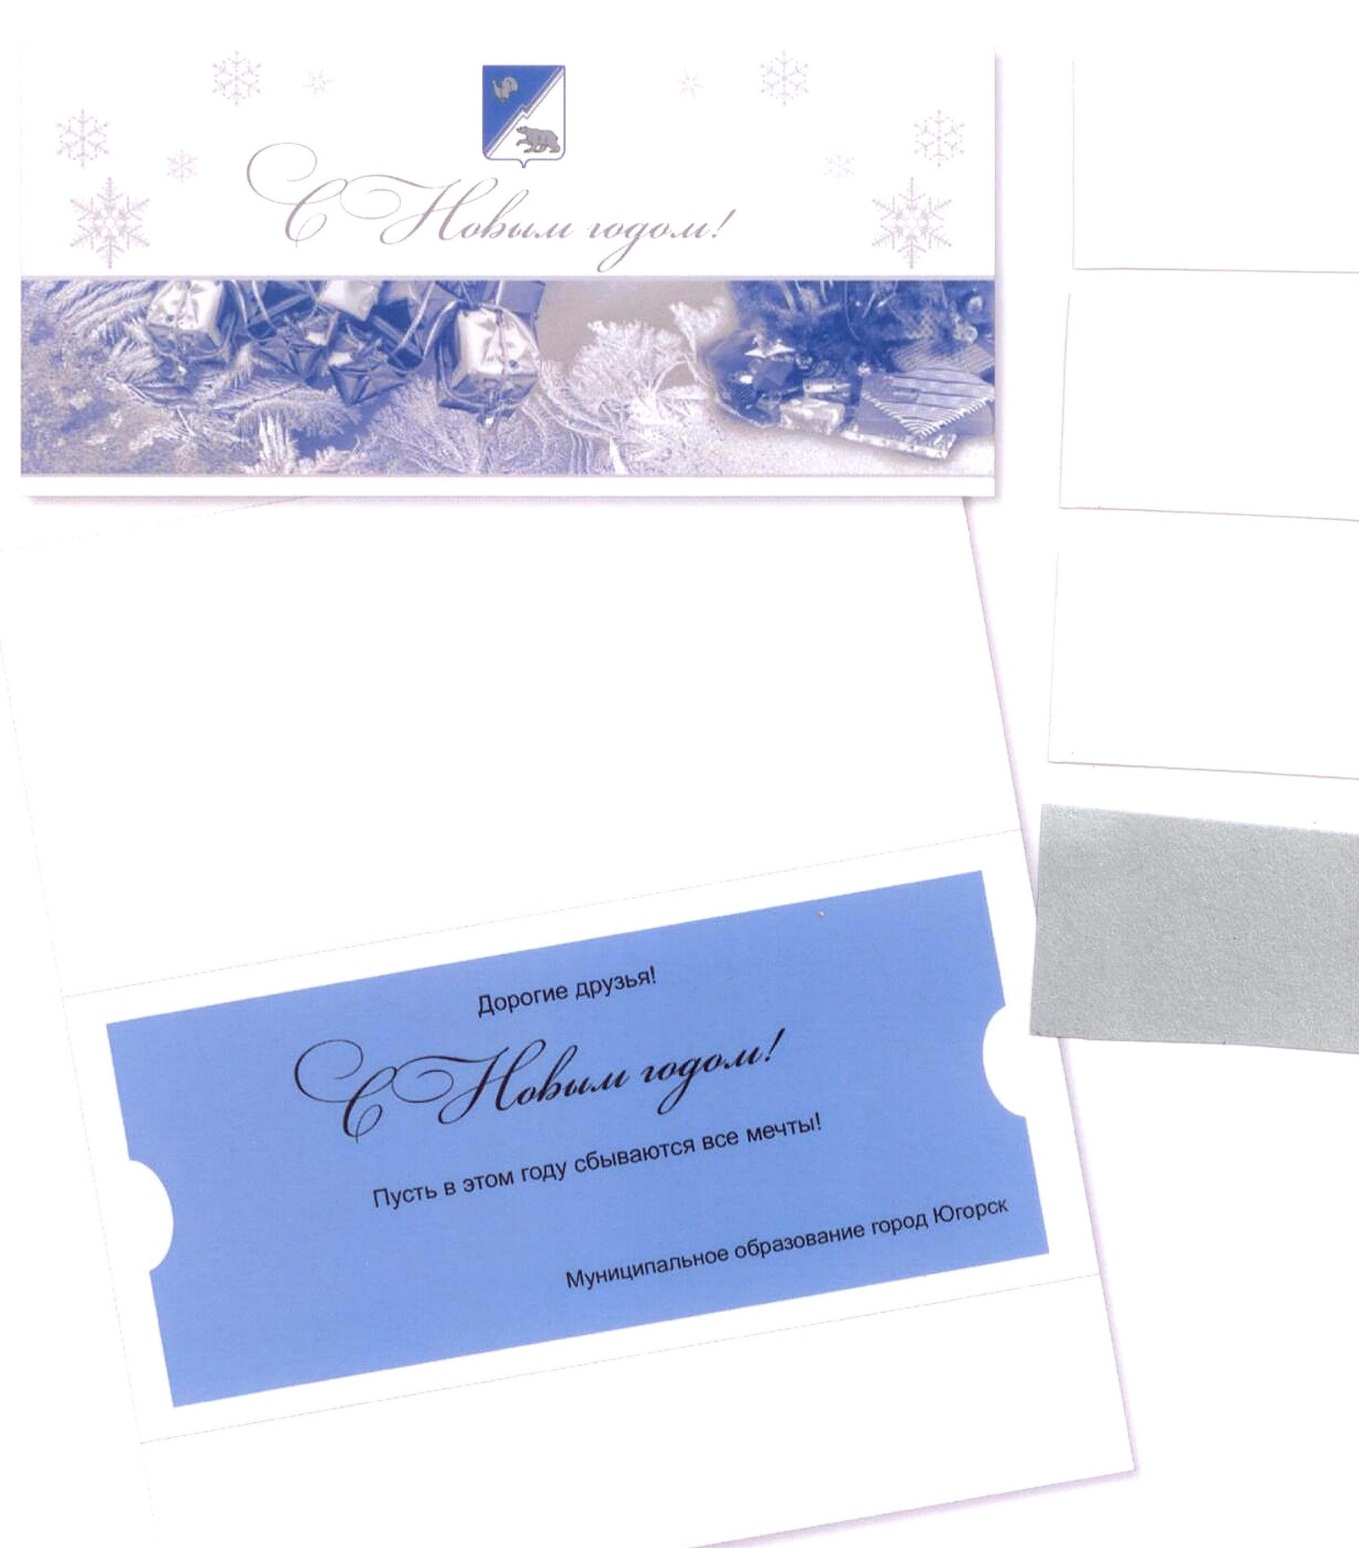 С Новым годом!
Дорогие друзья!
С Новым годом!
Пусть в этом году сбываются все мечты!
Муниципальное образование город Югорск